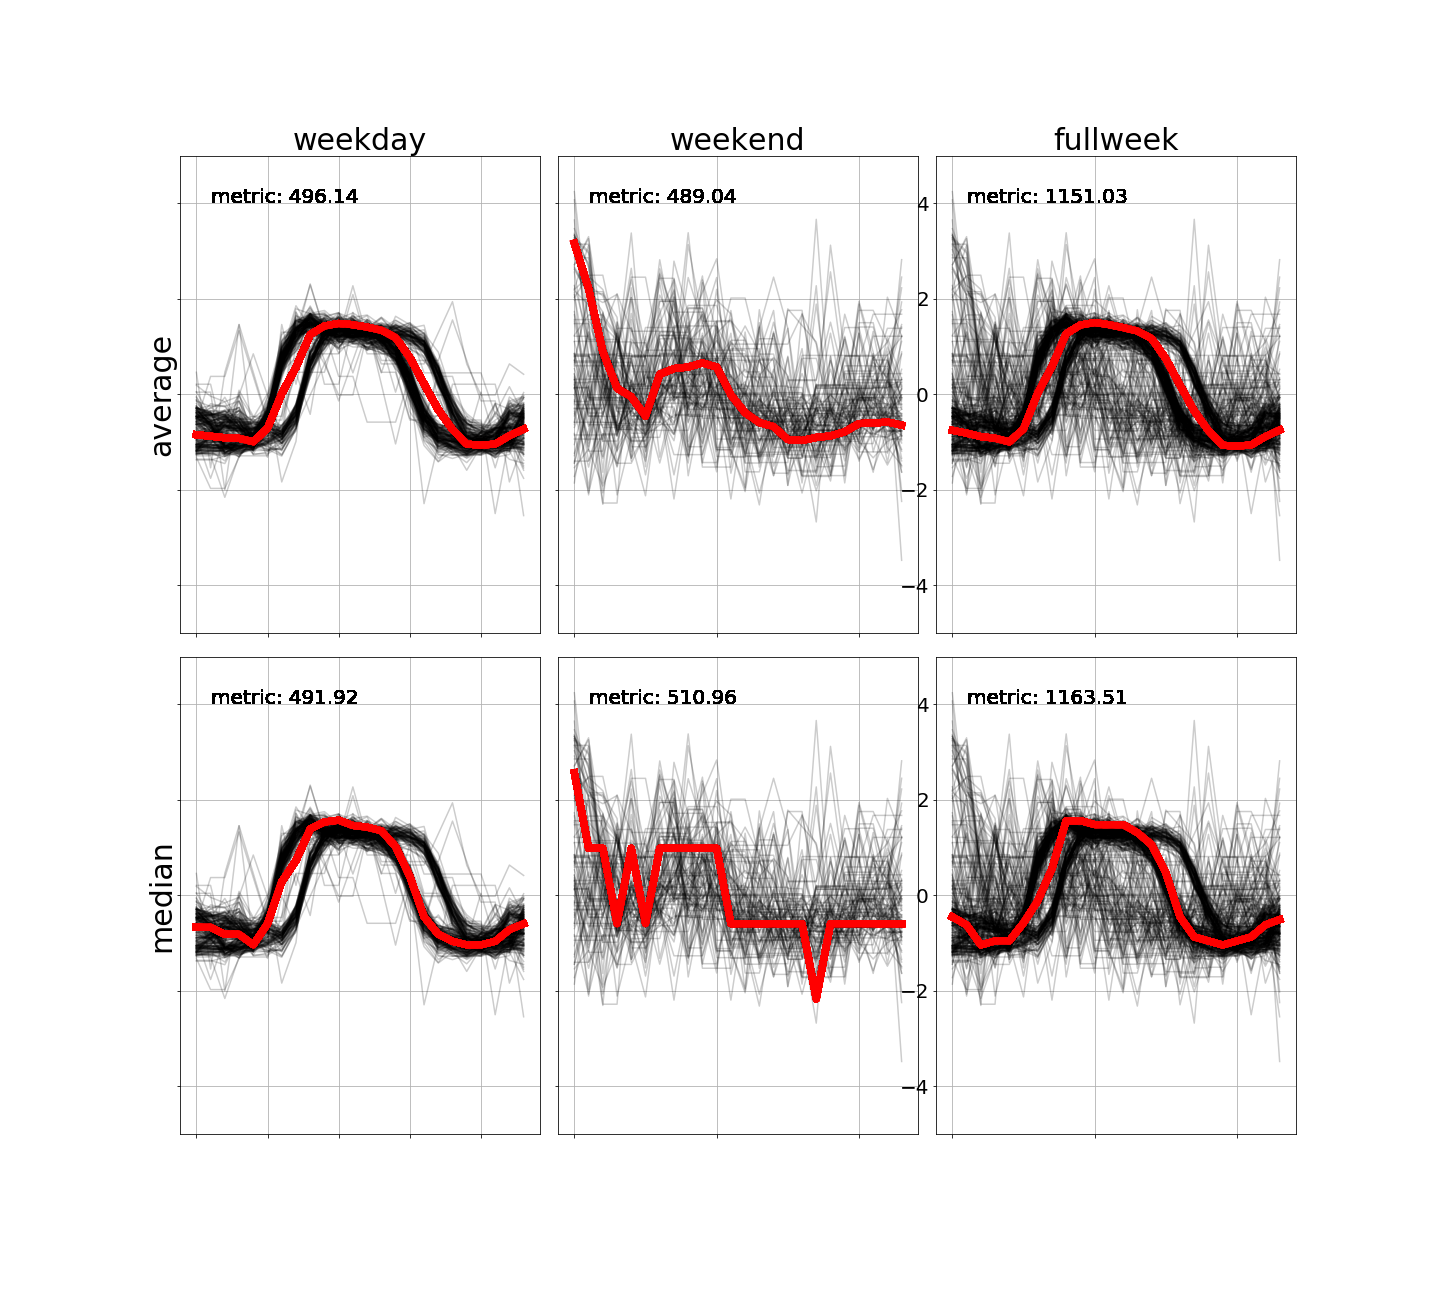 weekday weekend fullweek
metric: 496.14 metric: 489.04 metric: 1151.03
4
2
0
−2
−4
average
metric: 491.92 metric: 510.96 metric: 1163.51
4
2
0
−2
−4
median